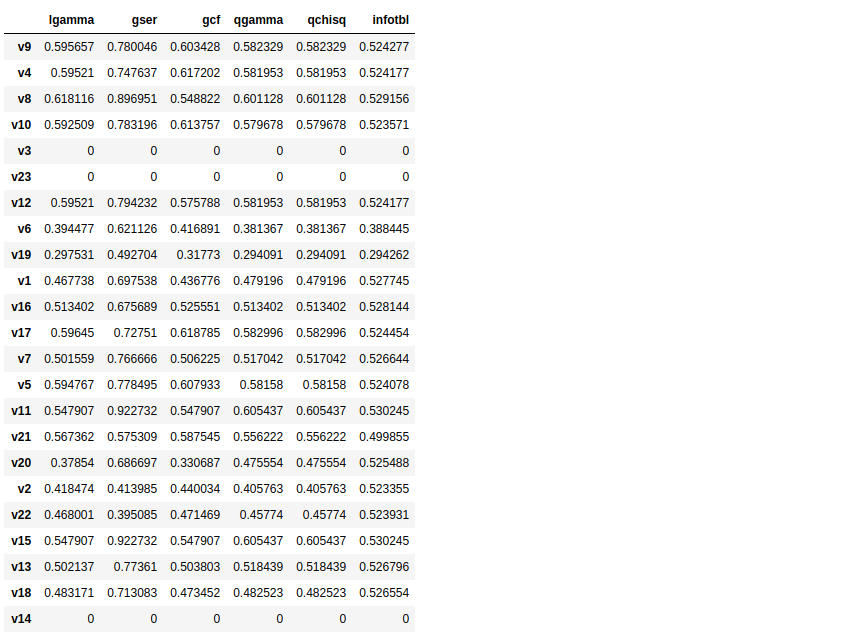 lgamma gser gcf qgamma qchisq infotbl
v9 0.595657 0.780046 0.603428 0.582329 0.582329 0.524277
v4 0.59521 0.747637 0.617202 0.581953 0.581953 0.524177
v8 0.618116 0.896951 0.548822 0.601128 0.601128 0.529156
v10 0.592509 0.783196 0.613757 0.579678 0.579678 0.523571
v3 0 0 0 0 0 0
v23 0 0 0 0 0 0
v12 0.59521 0.794232 0.575788 0.581953 0.581953 0.524177
v6 0.394477 0.621126 0.416891 0.381367 0.381367 0.388445
v19 0.297531 0.492704 0.31773 0.294091 0.294091 0.294262
v1 0.467738 0.697538 0.436776 0.479196 0.479196 0.527745
v16 0.513402 0.675689 0.525551 0.513402 0.513402 0.528144
v17 0.59645 0.72751 0.618785 0.582996 0.582996 0.524454
v7 0.501559 0.766666 0.506225 0.517042 0.517042 0.526644
v5 0.594767 0.778495 0.607933 0.58158 0.58158 0.524078
v11 0.547907 0.922732 0.547907 0.605437 0.605437 0.530245
v21 0.567362 0.575309 0.587545 0.556222 0.556222 0.499855
v20 0.37854 0.686697 0.330687 0.475554 0.475554 0.525488
v2 0.418474 0.413985 0.440034 0.405763 0.405763 0.523355
v22 0.468001 0.395085 0.471469 0.45774 0.45774 0.523931
v15 0.547907 0.922732 0.547907 0.605437 0.605437 0.530245
v13 0.502137 0.77361 0.503803 0.518439 0.518439 0.526796
v18 0.483171 0.713083 0.473452 0.482523 0.482523 0.526554
v14 0 0 0 0 0 0